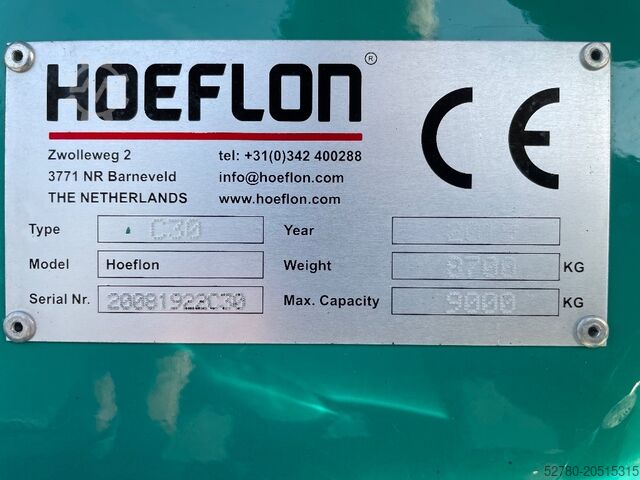 HOEFLON®
CE
Zwolleweg 2 tel: +31(0)342 400288
3771 NR Barneveld info@hoeflon.com
THE NETHERLANDS www.hoeflon.com
Type C30 Year
Model Hoeflon Weight 8700 KG
Serial Nr. 20081923C30 Max. Capacity 9000 KG
52780-20515315